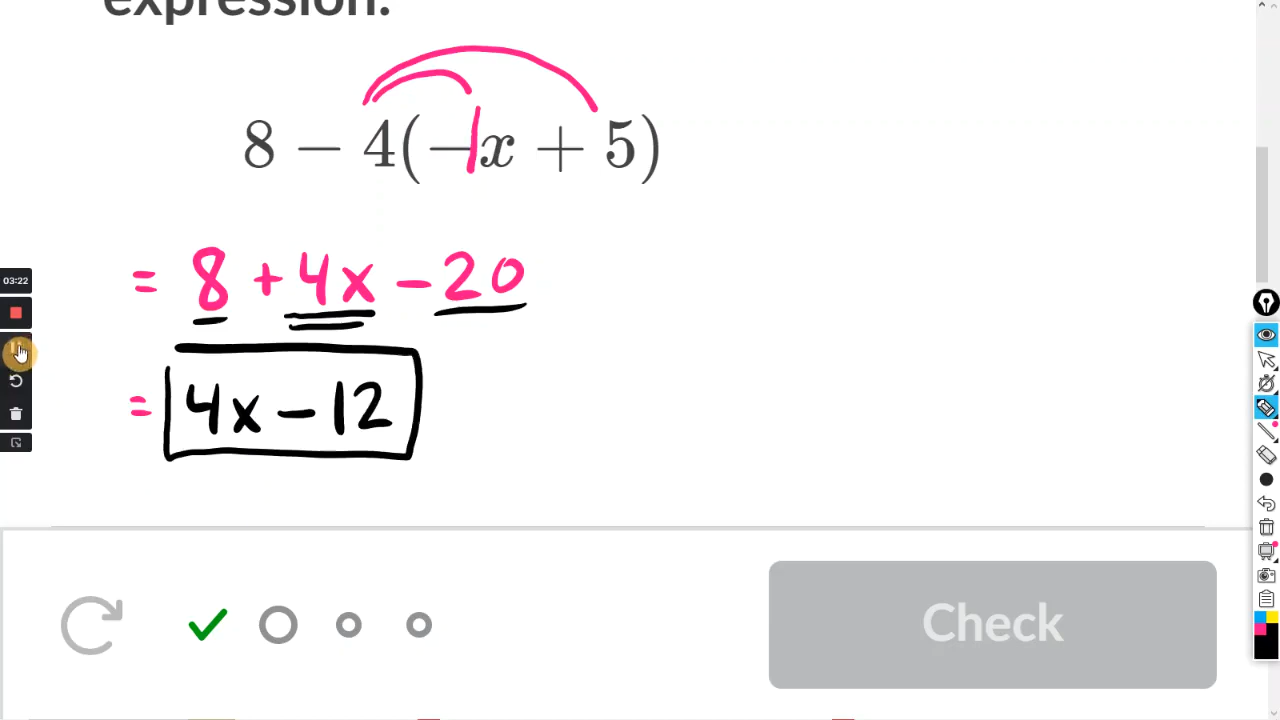 expression.
8 − 4(−1x + 5)
= 8 + 4x − 20
03:22
= 4x − 12
Check